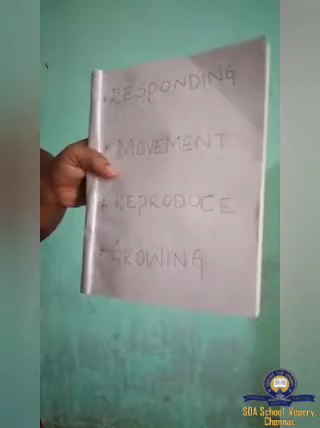 • RESPONDING
• MOVEMENT
• REPRODUCE
• GROWING
SDA School, Vepery,
Chennai.